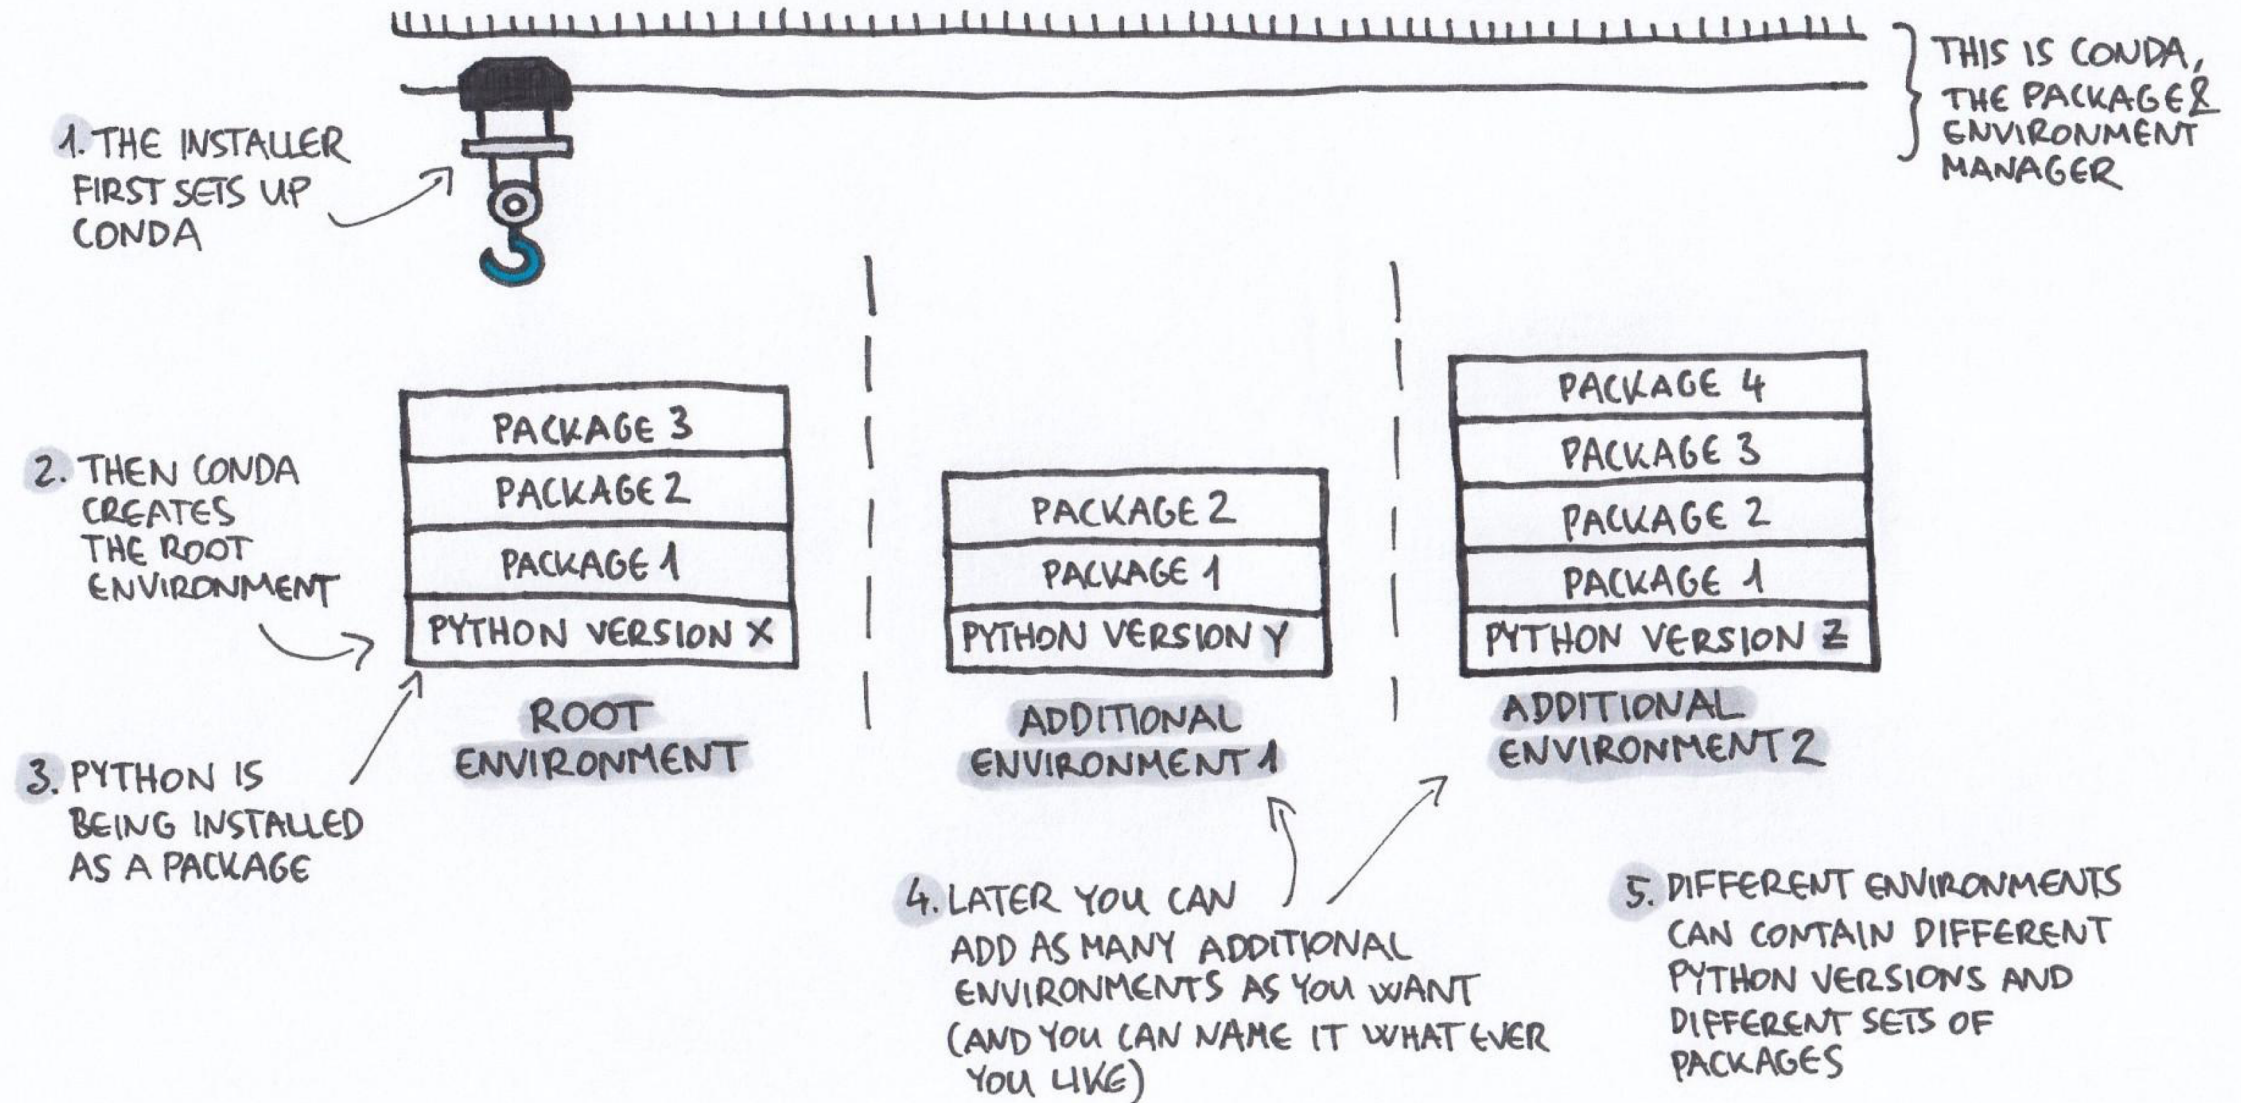 THIS IS CONDA,
THE PACKAGE &
ENVIRONMENT
MANAGER
1. THE INSTALLER
FIRST SETS UP
CONDA
2. THEN CONDA
CREATES
THE ROOT
ENVIRONMENT
3. PYTHON IS
BEING INSTALLED
AS A PACKAGE
PACKAGE 3
PACKAGE 2
PACKAGE 1
PYTHON VERSION X
ROOT
ENVIRONMENT
PACKAGE 2
PACKAGE 1
PYTHON VERSION Y
ADDITIONAL
ENVIRONMENT 1
PACKAGE 4
PACKAGE 3
PACKAGE 2
PACKAGE 1
PYTHON VERSION Z
ADDITIONAL
ENVIRONMENT 2
4. LATER YOU CAN
ADD AS MANY ADDITIONAL
ENVIRONMENTS AS YOU WANT
(AND YOU CAN NAME IT WHAT EVER
YOU LIKE)
5. DIFFERENT ENVIRONMENTS
CAN CONTAIN DIFFERENT
PYTHON VERSIONS AND
DIFFERENT SETS OF
PACKAGES